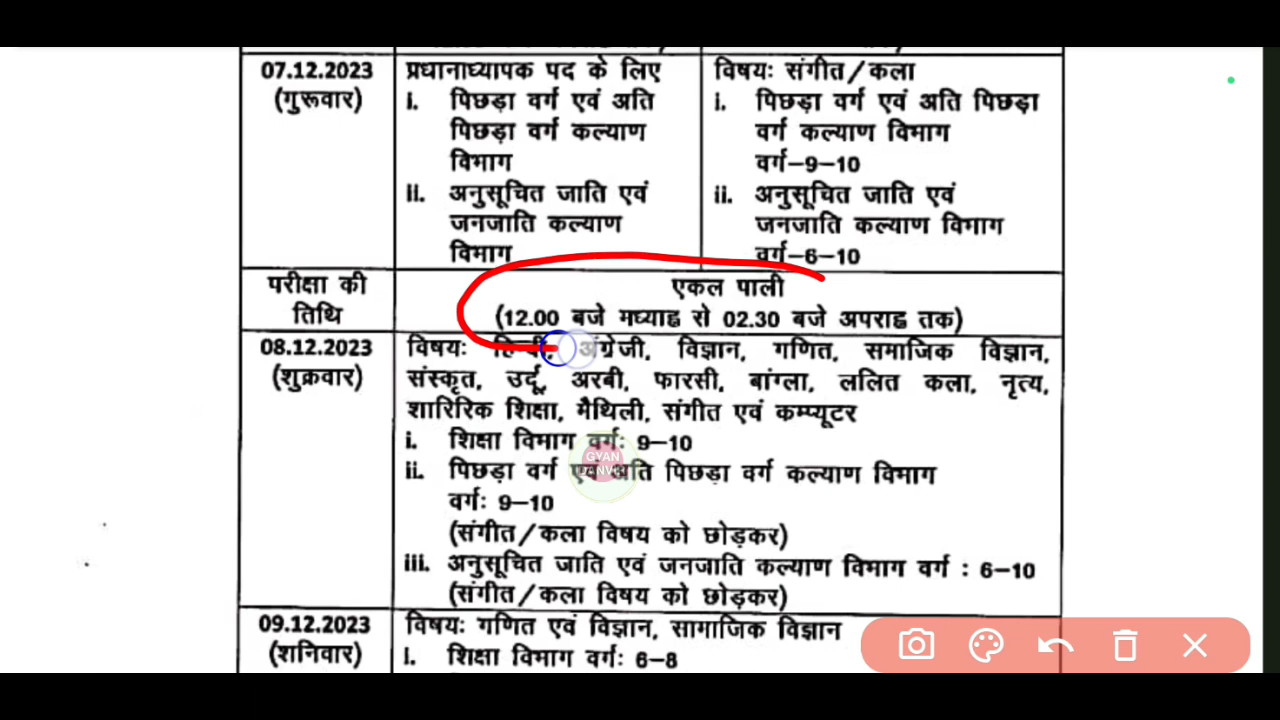 07.12.2023
(गुरूवार)
प्रधानाध्यापक पद के लिए
i. पिछड़ा वर्ग एवं अति
पिछड़ा वर्ग कल्याण
विभाग
ii. अनुसूचित जाति एवं
जनजाति कल्याण
विभाग
विषयः संगीत/कला
i. पिछड़ा वर्ग एवं अति पिछड़ा
वर्ग कल्याण विभाग
वर्ग–9–10
ii. अनुसूचित जाति एवं
जनजाति कल्याण विभाग
वर्ग–6–10
परीक्षा की
तिथि
एकल पाली
(12.00 बजे मध्याह्न से 02.30 बजे अपराह्न तक)
08.12.2023
(शुक्रवार)
विषयः हिन्दी, अंग्रेजी, विज्ञान, गणित, समाजिक विज्ञान,
संस्कृत, उर्दू, अरबी, फारसी, बांग्ला, ललित कला, नृत्य,
शारिरिक शिक्षा, मैथिली, संगीत एवं कम्प्यूटर
i. शिक्षा विभाग वर्गः 9–10
ii. पिछड़ा वर्ग एवं अति पिछड़ा वर्ग कल्याण विभाग
वर्गः 9–10
(संगीत/कला विषय को छोड़कर)
iii. अनुसूचित जाति एवं जनजाति कल्याण विभाग वर्ग : 6–10
(संगीत/कला विषय को छोड़कर)
09.12.2023
(शनिवार)
विषयः गणित एवं विज्ञान, सामाजिक विज्ञान
i. शिक्षा विभाग वर्गः 6–8
GYAN